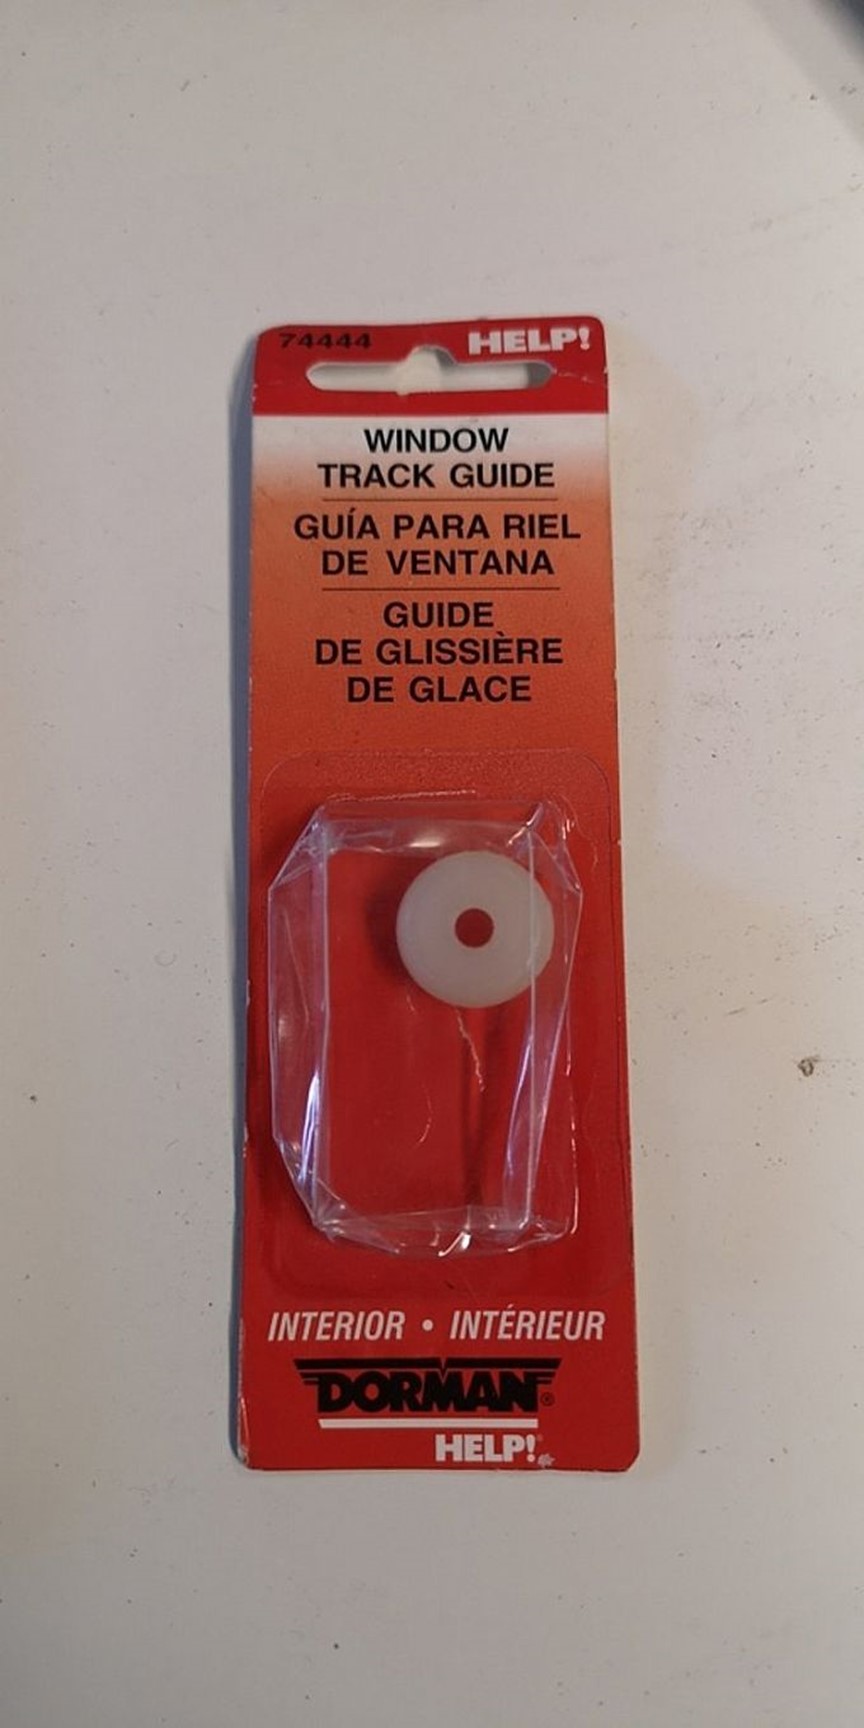 74444 HELP!
WINDOW
TRACK GUIDE
GUÍA PARA RIEL
DE VENTANA
GUIDE
DE GLISSIÈRE
DE GLACE
INTERIOR • INTÉRIEUR
DORMAN®
HELP!